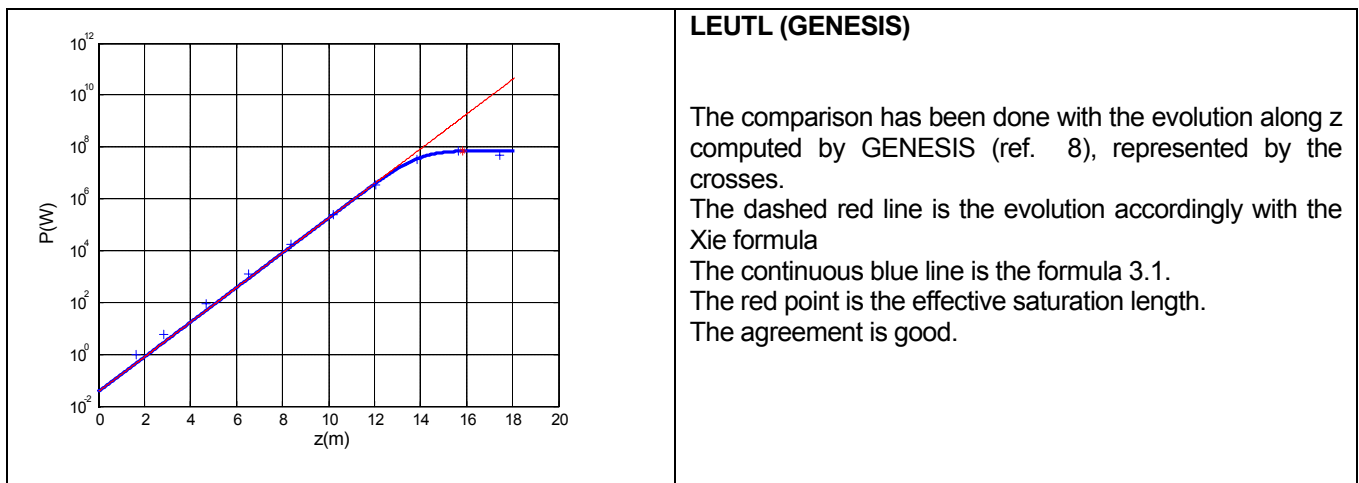 10^12
10^10
10^8
10^6
10^4
10^2
10^0
10^-2
P(W)
0 2 4 6 8 10 12 14 16 18 20
z(m)
LEUTL (GENESIS)
The comparison has been done with the evolution along z
computed by GENESIS (ref. 8), represented by the
crosses.
The dashed red line is the evolution accordingly with the
Xie formula
The continuous blue line is the formula 3.1.
The red point is the effective saturation length.
The agreement is good.